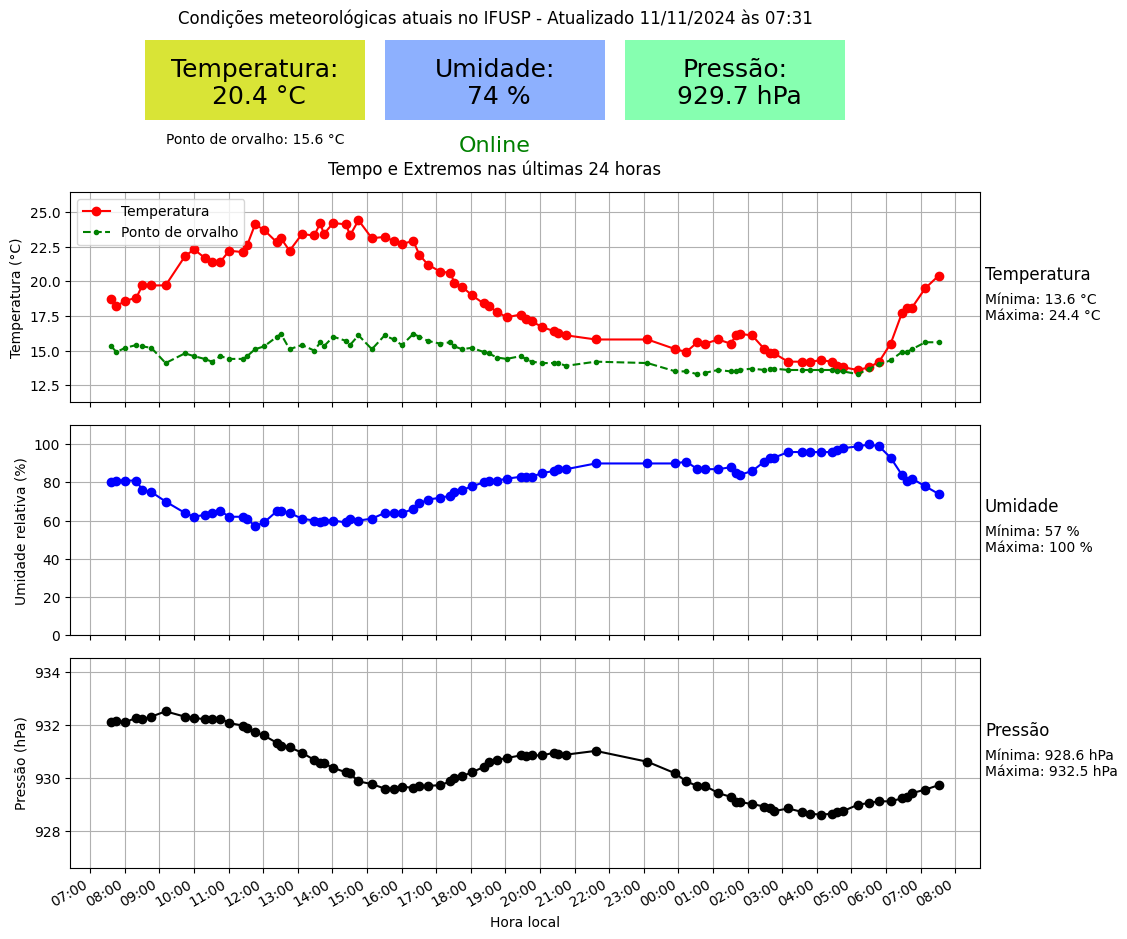 Condições meteorológicas atuais no IFUSP - Atualizado 11/11/2024 às 07:31
Temperatura:
20.4 °C
Umidade:
74 %
Pressão:
929.7 hPa
Ponto de orvalho: 15.6 °C
Online
Tempo e Extremos nas últimas 24 horas
Temperatura (°C)
25.0
22.5
20.0
17.5
15.0
12.5
Temperatura
Ponto de orvalho
Temperatura
Mínima: 13.6 °C
Máxima: 24.4 °C
Umidade relativa (%)
100
80
60
40
20
0
Umidade
Mínima: 57 %
Máxima: 100 %
Pressão (hPa)
934
932
930
928
Pressão
Mínima: 928.6 hPa
Máxima: 932.5 hPa
07:00 08:00 09:00 10:00 11:00 12:00 13:00 14:00 15:00 16:00 17:00 18:00 19:00 20:00 21:00 22:00 23:00 00:00 01:00 02:00 03:00 04:00 05:00 06:00 07:00 08:00
Hora local